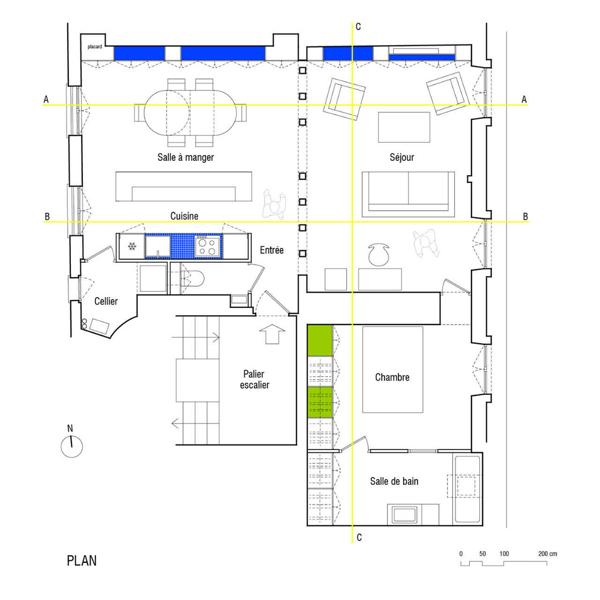 C
placard
A
A
Salle à manger
Séjour
B
B
Cuisine
Entrée
Cellier
Palier
escalier
Chambre
N
Salle de bain
C
PLAN
0 50 100 200 cm